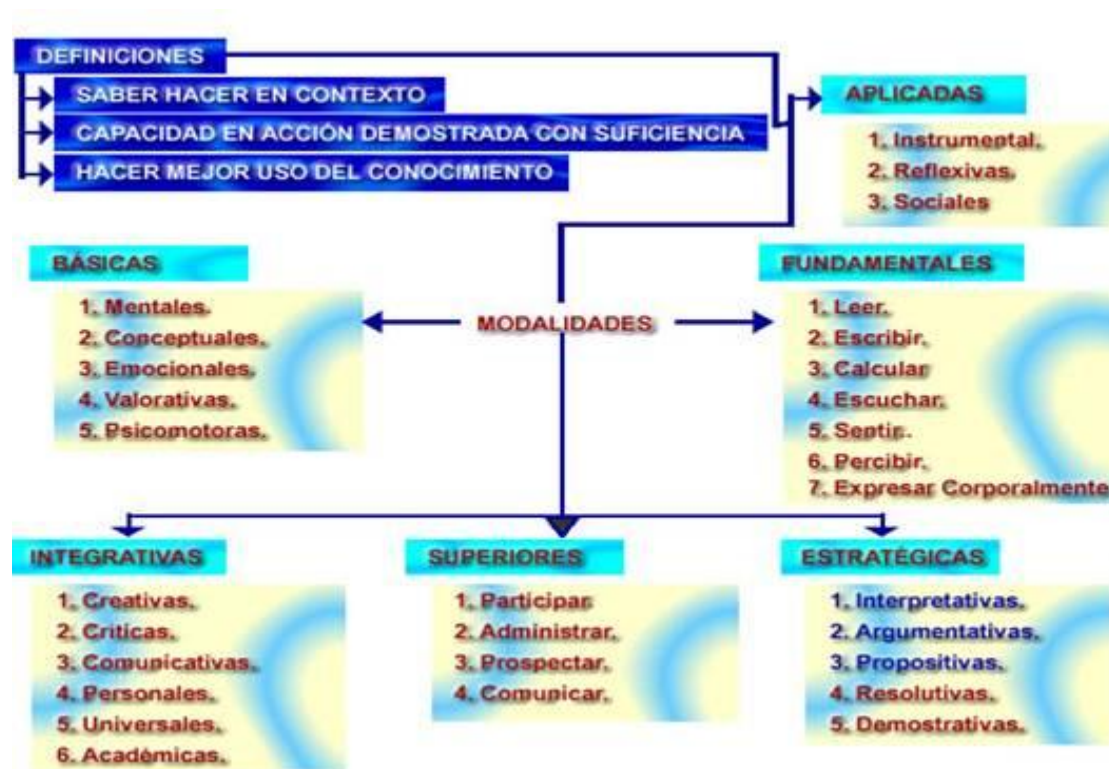 DEFINICIONES
SABER HACER EN CONTEXTO
CAPACIDAD EN ACCIÓN DEMOSTRADA CON SUFICIENCIA
HACER MEJOR USO DEL CONOCIMIENTO
APLICADAS
1. Instrumental.
2. Reflexivas.
3. Sociales
BÁSICAS
1. Mentales.
2. Conceptuales.
3. Emocionales.
4. Valorativas.
5. Psicomotoras.
MODALIDADES
FUNDAMENTALES
1. Leer.
2. Escribir.
3. Calcular
4. Escuchar.
5. Sentir..
6. Percibir.
7. Expresar Corporalmente
INTEGRATIVAS
1. Creativas.
2. Críticas.
3. Comunicativas.
4. Personales.
5. Universales.
6. Académicas.
SUPERIORES
1. Participar
2. Administrar.
3. Prospectar.
4. Comunicar.
ESTRATÉGICAS
1. Interpretativas.
2. Argumentativas.
3. Propositivas.
4. Resolutivas.
5. Demostrativas.